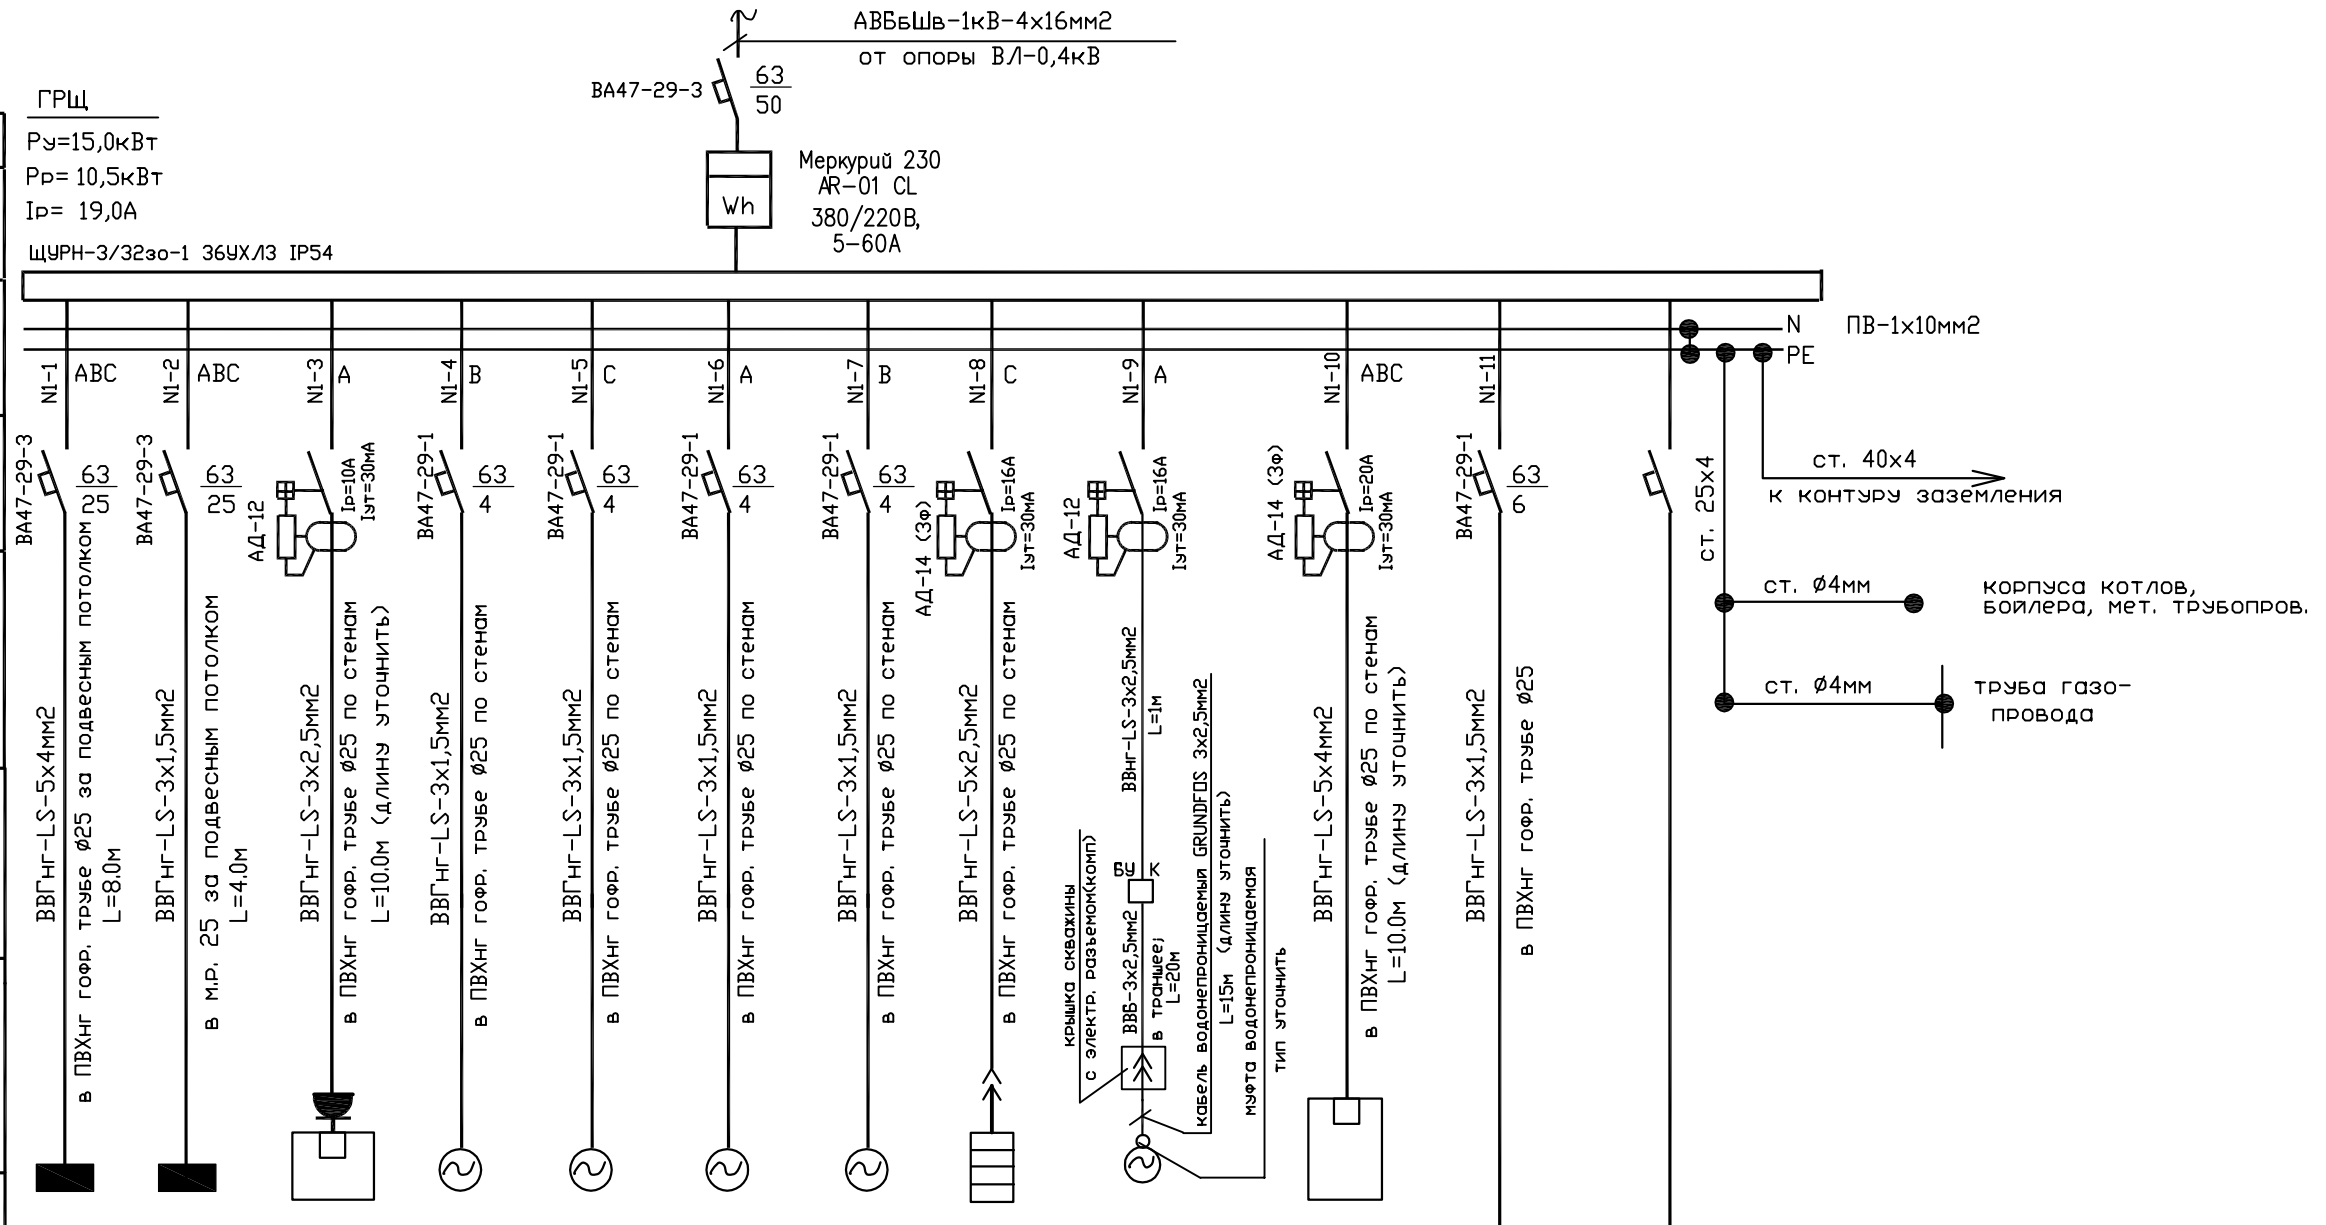 АВБбШв-1кВ-4х16мм2
от опоры ВЛ-0,4кВ
ВА47-29-3
63
50
ГРЩ
Ру=15,0кВт
Рр= 10,5кВт
Iр= 19,0А
Меркурий 230
AR-01 CL
380/220В,
5-60А
Wh
ЩУРН-3/32зо-1 36УХЛ3 IP54
N
ПВ-1х10мм2
PE
N1-1
АВС
ВА47-29-3
63
25
ВВГнг-LS-5х4мм2
в ПВХнг гофр. трубе ø25 за подвесным потолком
L=8.0м
N1-2
АВС
ВА47-29-3
63
25
ВВГнг-LS-3х1,5мм2
в м.р. 25 за подвесным потолком
L=4.0м
N1-3
А
АД-12
Iр=10А
Iут=30мА
ВВГнг-LS-3х2,5мм2
в ПВХнг гофр. трубе ø25 по стенам
L=10.0м (длину уточнить)
N1-4
В
ВА47-29-1
63
4
ВВГнг-LS-3х1,5мм2
в ПВХнг гофр. трубе ø25 по стенам
N1-5
С
ВА47-29-1
63
4
ВВГнг-LS-3х1,5мм2
в ПВХнг гофр. трубе ø25 по стенам
N1-6
А
ВА47-29-1
63
4
ВВГнг-LS-3х1,5мм2
в ПВХнг гофр. трубе ø25 по стенам
N1-7
В
ВА47-29-1
63
4
ВВГнг-LS-3х1,5мм2
в ПВХнг гофр. трубе ø25 по стенам
N1-8
С
АД-14 (3ф)
Iр=16А
Iут=30мА
ВВГнг-LS-5х2,5мм2
в ПВХнг гофр. трубе ø25 по стенам
N1-9
А
АД-12
Iр=16А
Iут=30мА
ВВнг-LS-3х2,5мм2
L=1м
БУ
К
крышка скважины
с электр. разъемом(комп)
ВВБ-3х2,5мм2
в траншее;
L=20м
кабель водонепроницаемый GRUNDFOS 3х2,5мм2
L=15м (длину уточнить)
муфта водонепроницаемая
тип уточнить
N1-10
АВС
АД-14 (3ф)
Iр=20А
Iут=30мА
ВВГнг-LS-5х4мм2
в ПВХнг гофр. трубе ø25 по стенам
L=10.0м (длину уточнить)
N1-11
ВА47-29-1
63
6
ВВГнг-LS-3х1,5мм2
в ПВХнг гофр. трубе ø25
ст. 25х4
ст. 40х4
к контуру заземления
ст. ø4мм
корпуса котлов,
бойлера, мет. трубопров.
ст. ø4мм
труба газо-
провода